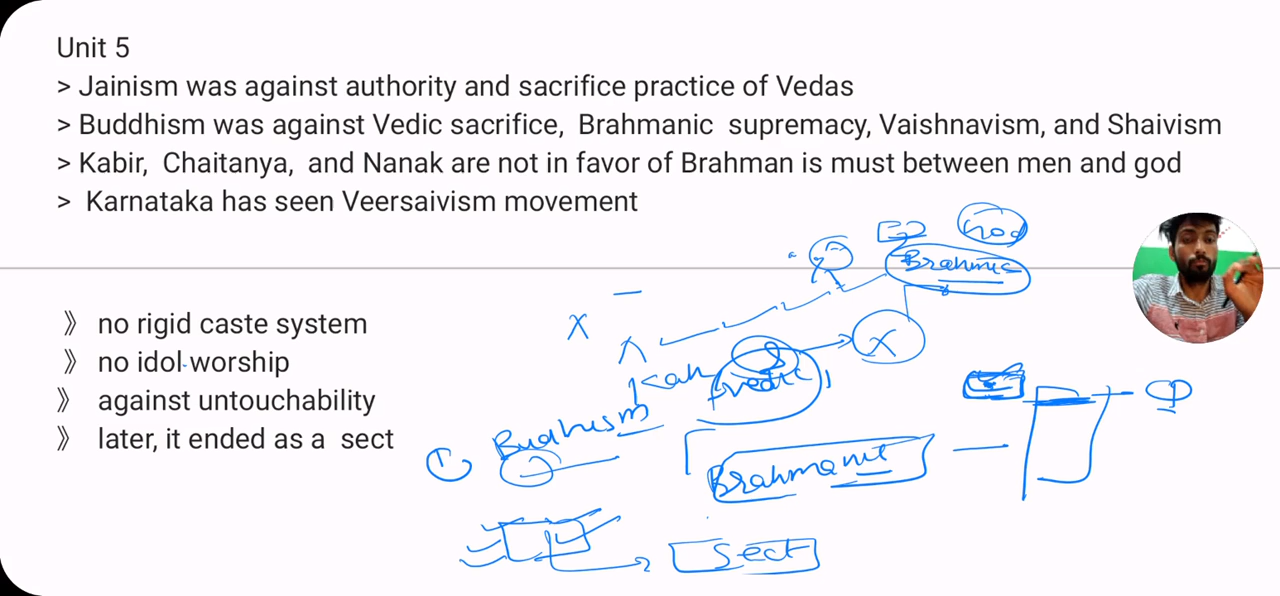 Unit 5
> Jainism was against authority and sacrifice practice of Vedas
> Buddhism was against Vedic sacrifice, Brahmanic supremacy, Vaishnavism, and Shaivism
> Kabir, Chaitanya, and Nanak are not in favor of Brahman is must between men and god
> Karnataka has seen Veersaivism movement
God
Brahmic
》 no rigid caste system
X
X
》 no idol worship
Kah
Vedic
》 against untouchability
Budhism
》 later, it ended as a sect
Brahmanic
Sect